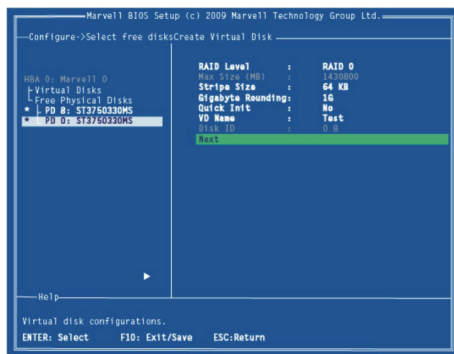 Marvell BIOS Setup (c) 2009 Marvell Technology Group Ltd.
Configure->Select free disksCreate Virtual Disk
HBA 0: Marvell 0
Virtual Disks
Free Physical Disks
* PD 8: ST3750330MS
* PD 0: ST3750330MS
RAID Level : RAID 0
Max Size (MB) : 1430800
Stripe Size : 64 KB
Gigabyte Rounding: 1G
Quick Init : No
VD Name : Test
Disk ID : 0 8
Next
Help
Virtual disk configurations.
ENTER: Select F10: Exit/Save ESC:Return